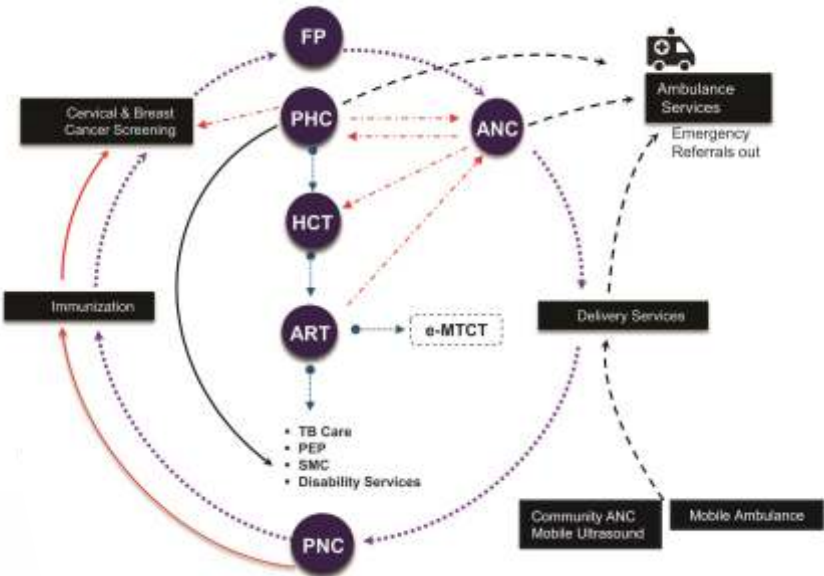 FP
Ambulance
Services
Cervical & Breast
Cancer Screening
PHC
ANC
Emergency
Referrals out
HCT
Immunization
Delivery Services
ART
e-MTCT
• TB Care
• PEP
• SMC
• Disability Services
Community ANC
Mobile Ultrasound
Mobile Ambulance
PNC